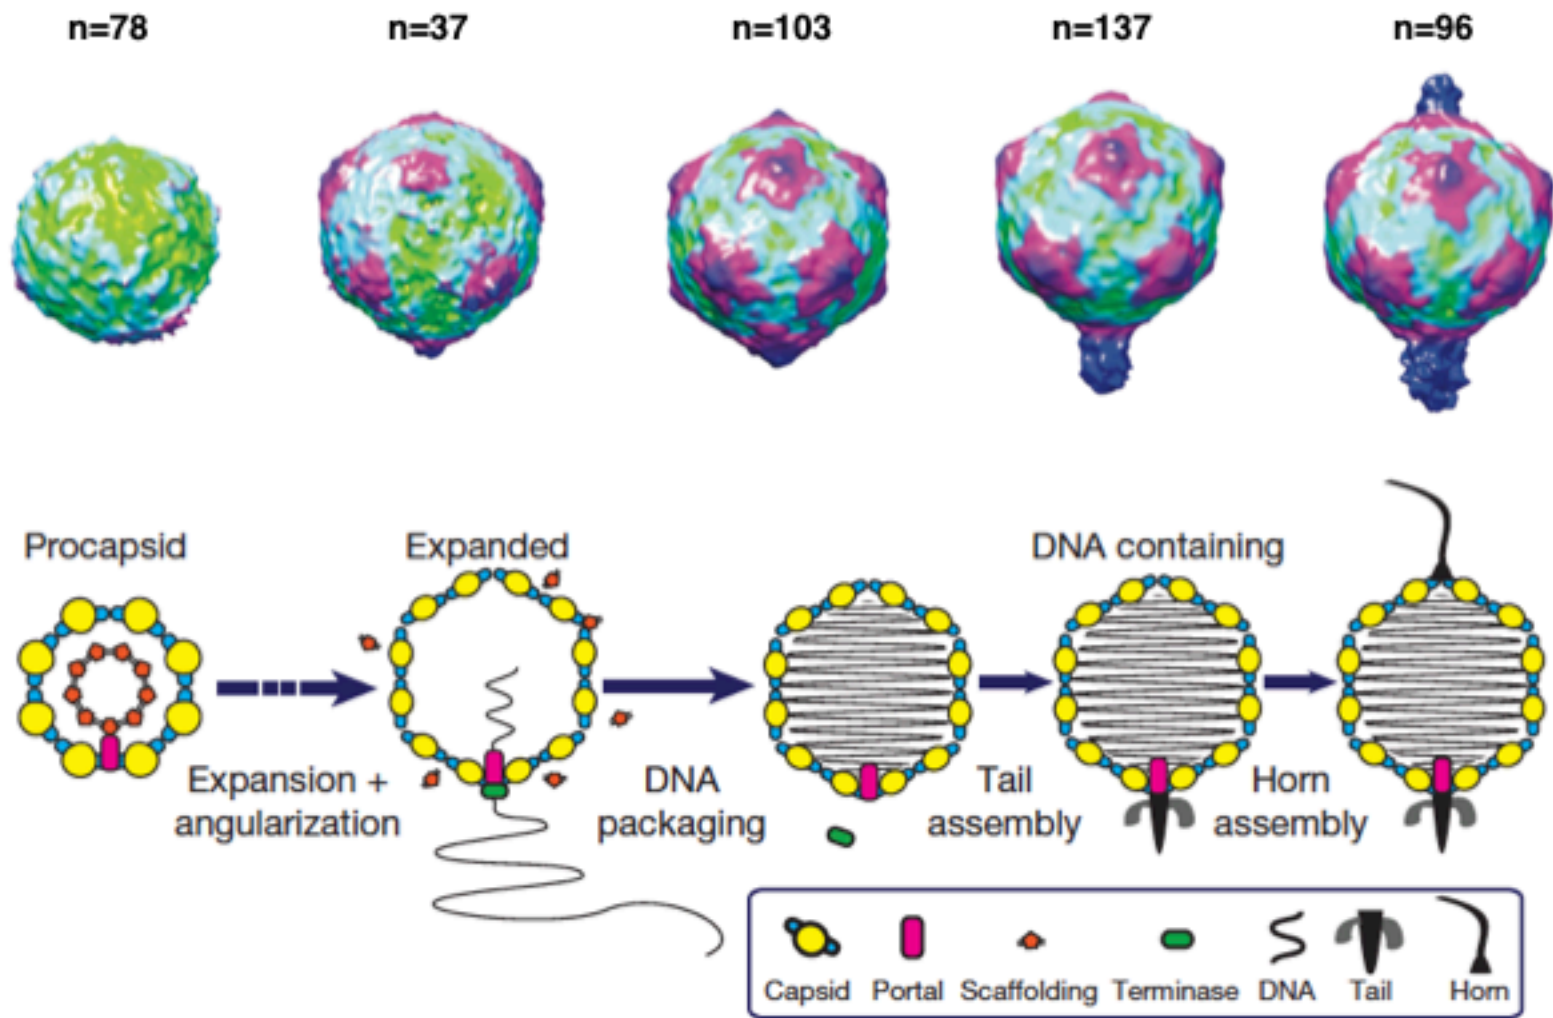 n=78
n=37
n=103
n=137
n=96
Procapsid
Expanded
DNA containing
Expansion +
angularization
DNA
packaging
Tail
assembly
Horn
assembly
Capsid
Portal
Scaffolding
Terminase
DNA
Tail
Horn